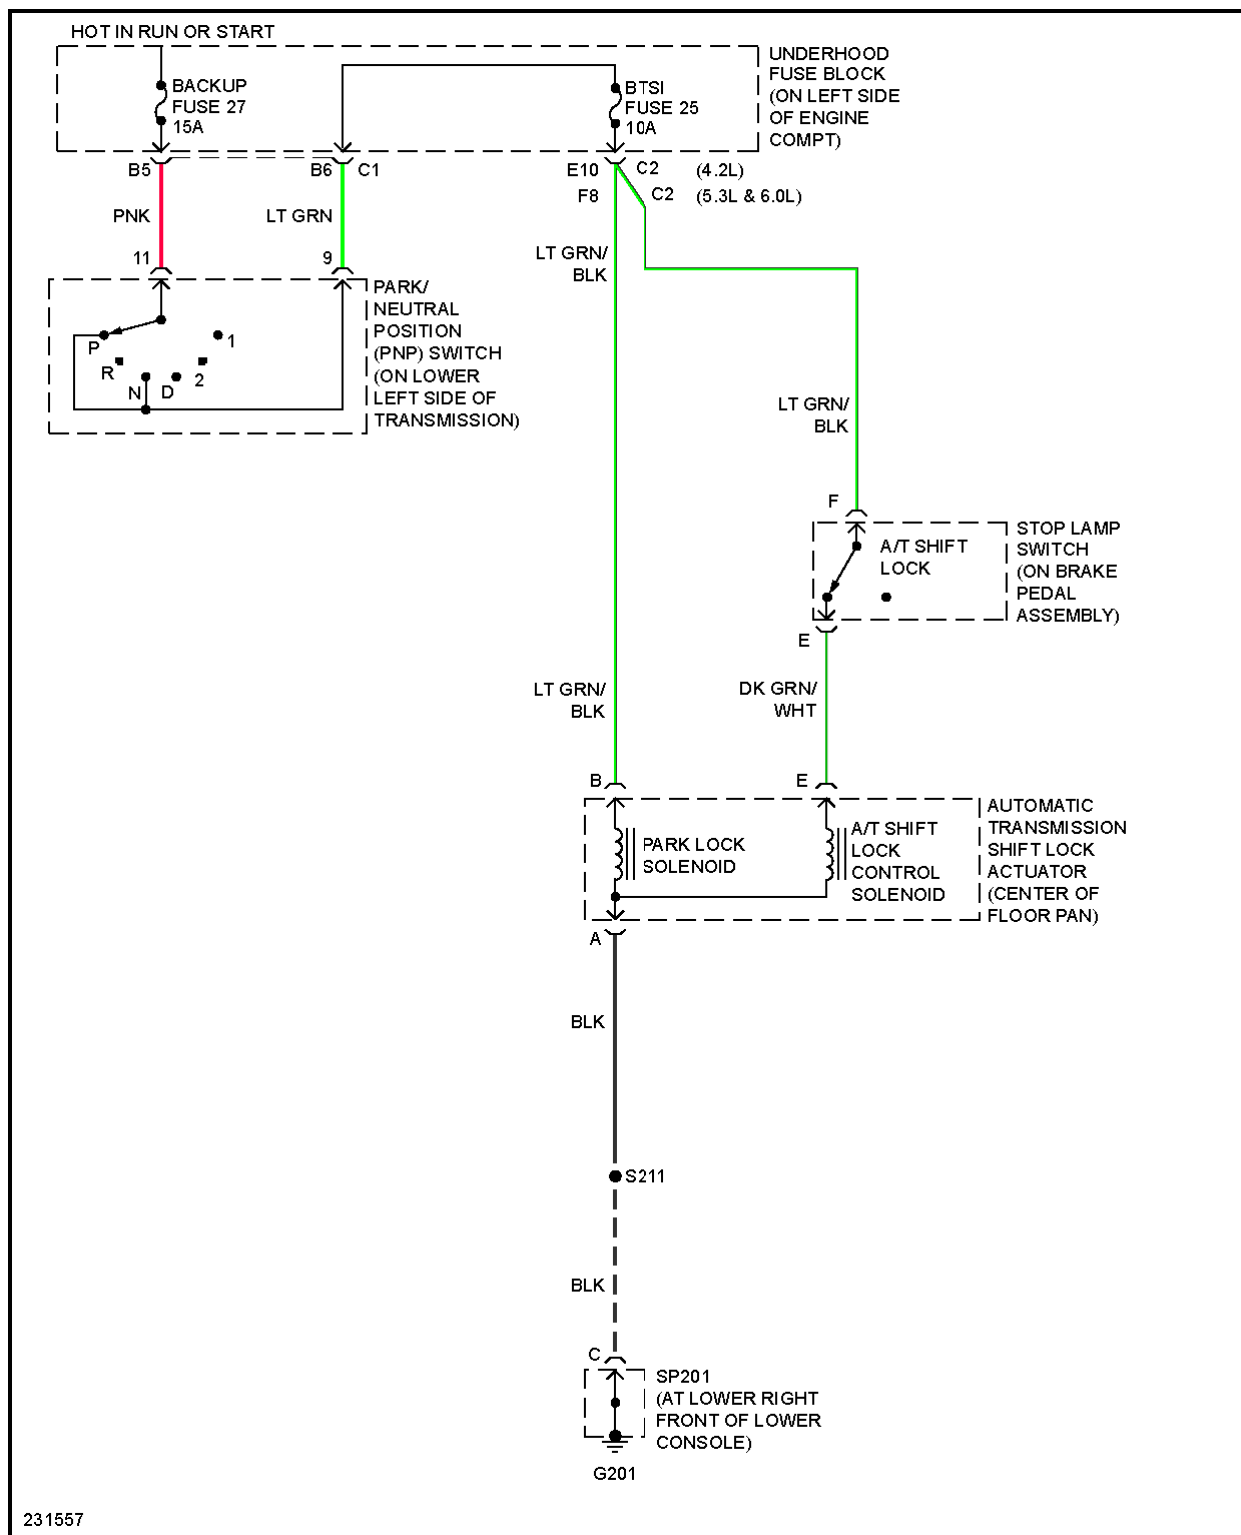 HOT IN RUN OR START
UNDERHOOD
FUSE BLOCK
(ON LEFT SIDE
OF ENGINE
COMPT)
BACKUP
FUSE 27
15A
BTSI
FUSE 25
10A
B5
B6
C1
E10
C2
(4.2L)
F8
C2
(5.3L & 6.0L)
PNK
LT GRN
11
9
LT GRN/
BLK
PARK/
NEUTRAL
POSITION
(PNP) SWITCH
(ON LOWER
LEFT SIDE OF
TRANSMISSION)
P
R
N
D
2
1
LT GRN/
BLK
F
A/T SHIFT
LOCK
STOP LAMP
SWITCH
(ON BRAKE
PEDAL
ASSEMBLY)
E
LT GRN/
BLK
DK GRN/
WHT
B
E
PARK LOCK
SOLENOID
A/T SHIFT
LOCK
CONTROL
SOLENOID
AUTOMATIC
TRANSMISSION
SHIFT LOCK
ACTUATOR
(CENTER OF
FLOOR PAN)
A
BLK
S211
BLK
C
SP201
(AT LOWER RIGHT
FRONT OF LOWER
CONSOLE)
G201
231557